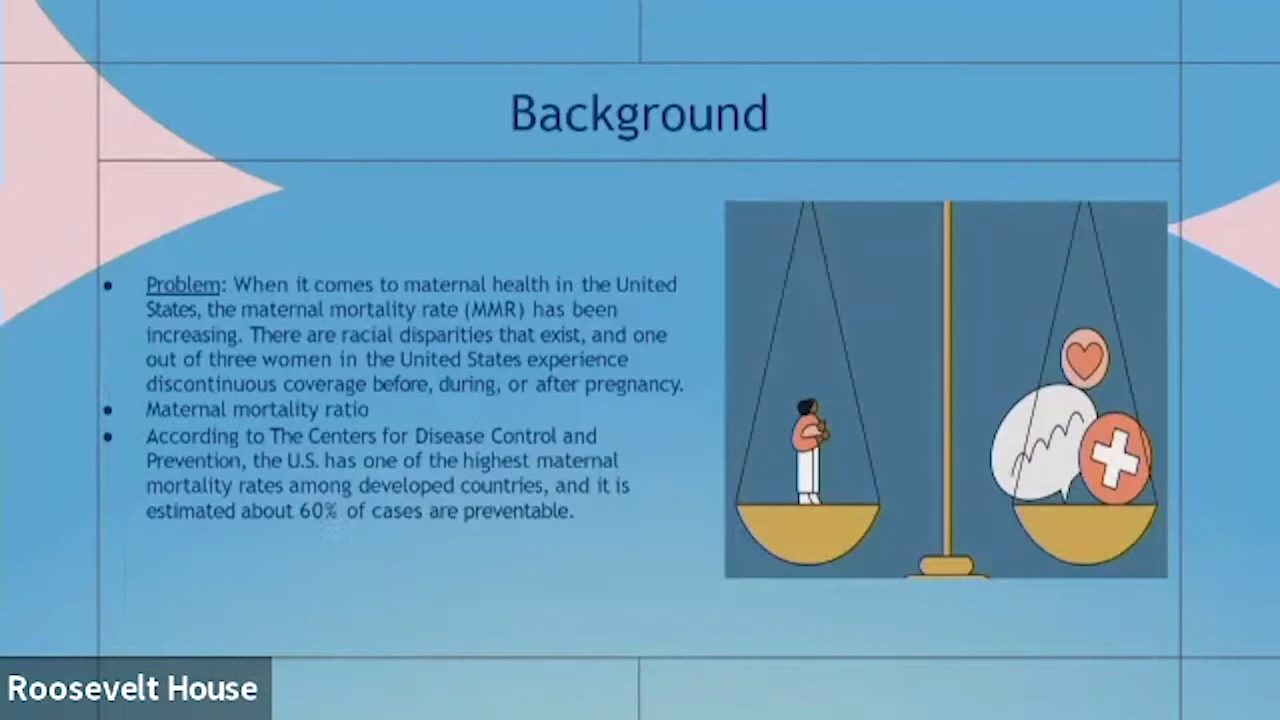 Background
• Problem: When it comes to maternal health in the United
States, the maternal mortality rate (MMR) has been
increasing. There are racial disparities that exist, and one
out of three women in the United States experience
discontinuous coverage before, during, or after pregnancy.
• Maternal mortality ratio
• According to The Centers for Disease Control and
Prevention, the U.S. has one of the highest maternal
mortality rates among developed countries, and it is
estimated about 60% of cases are preventable.
Roosevelt House